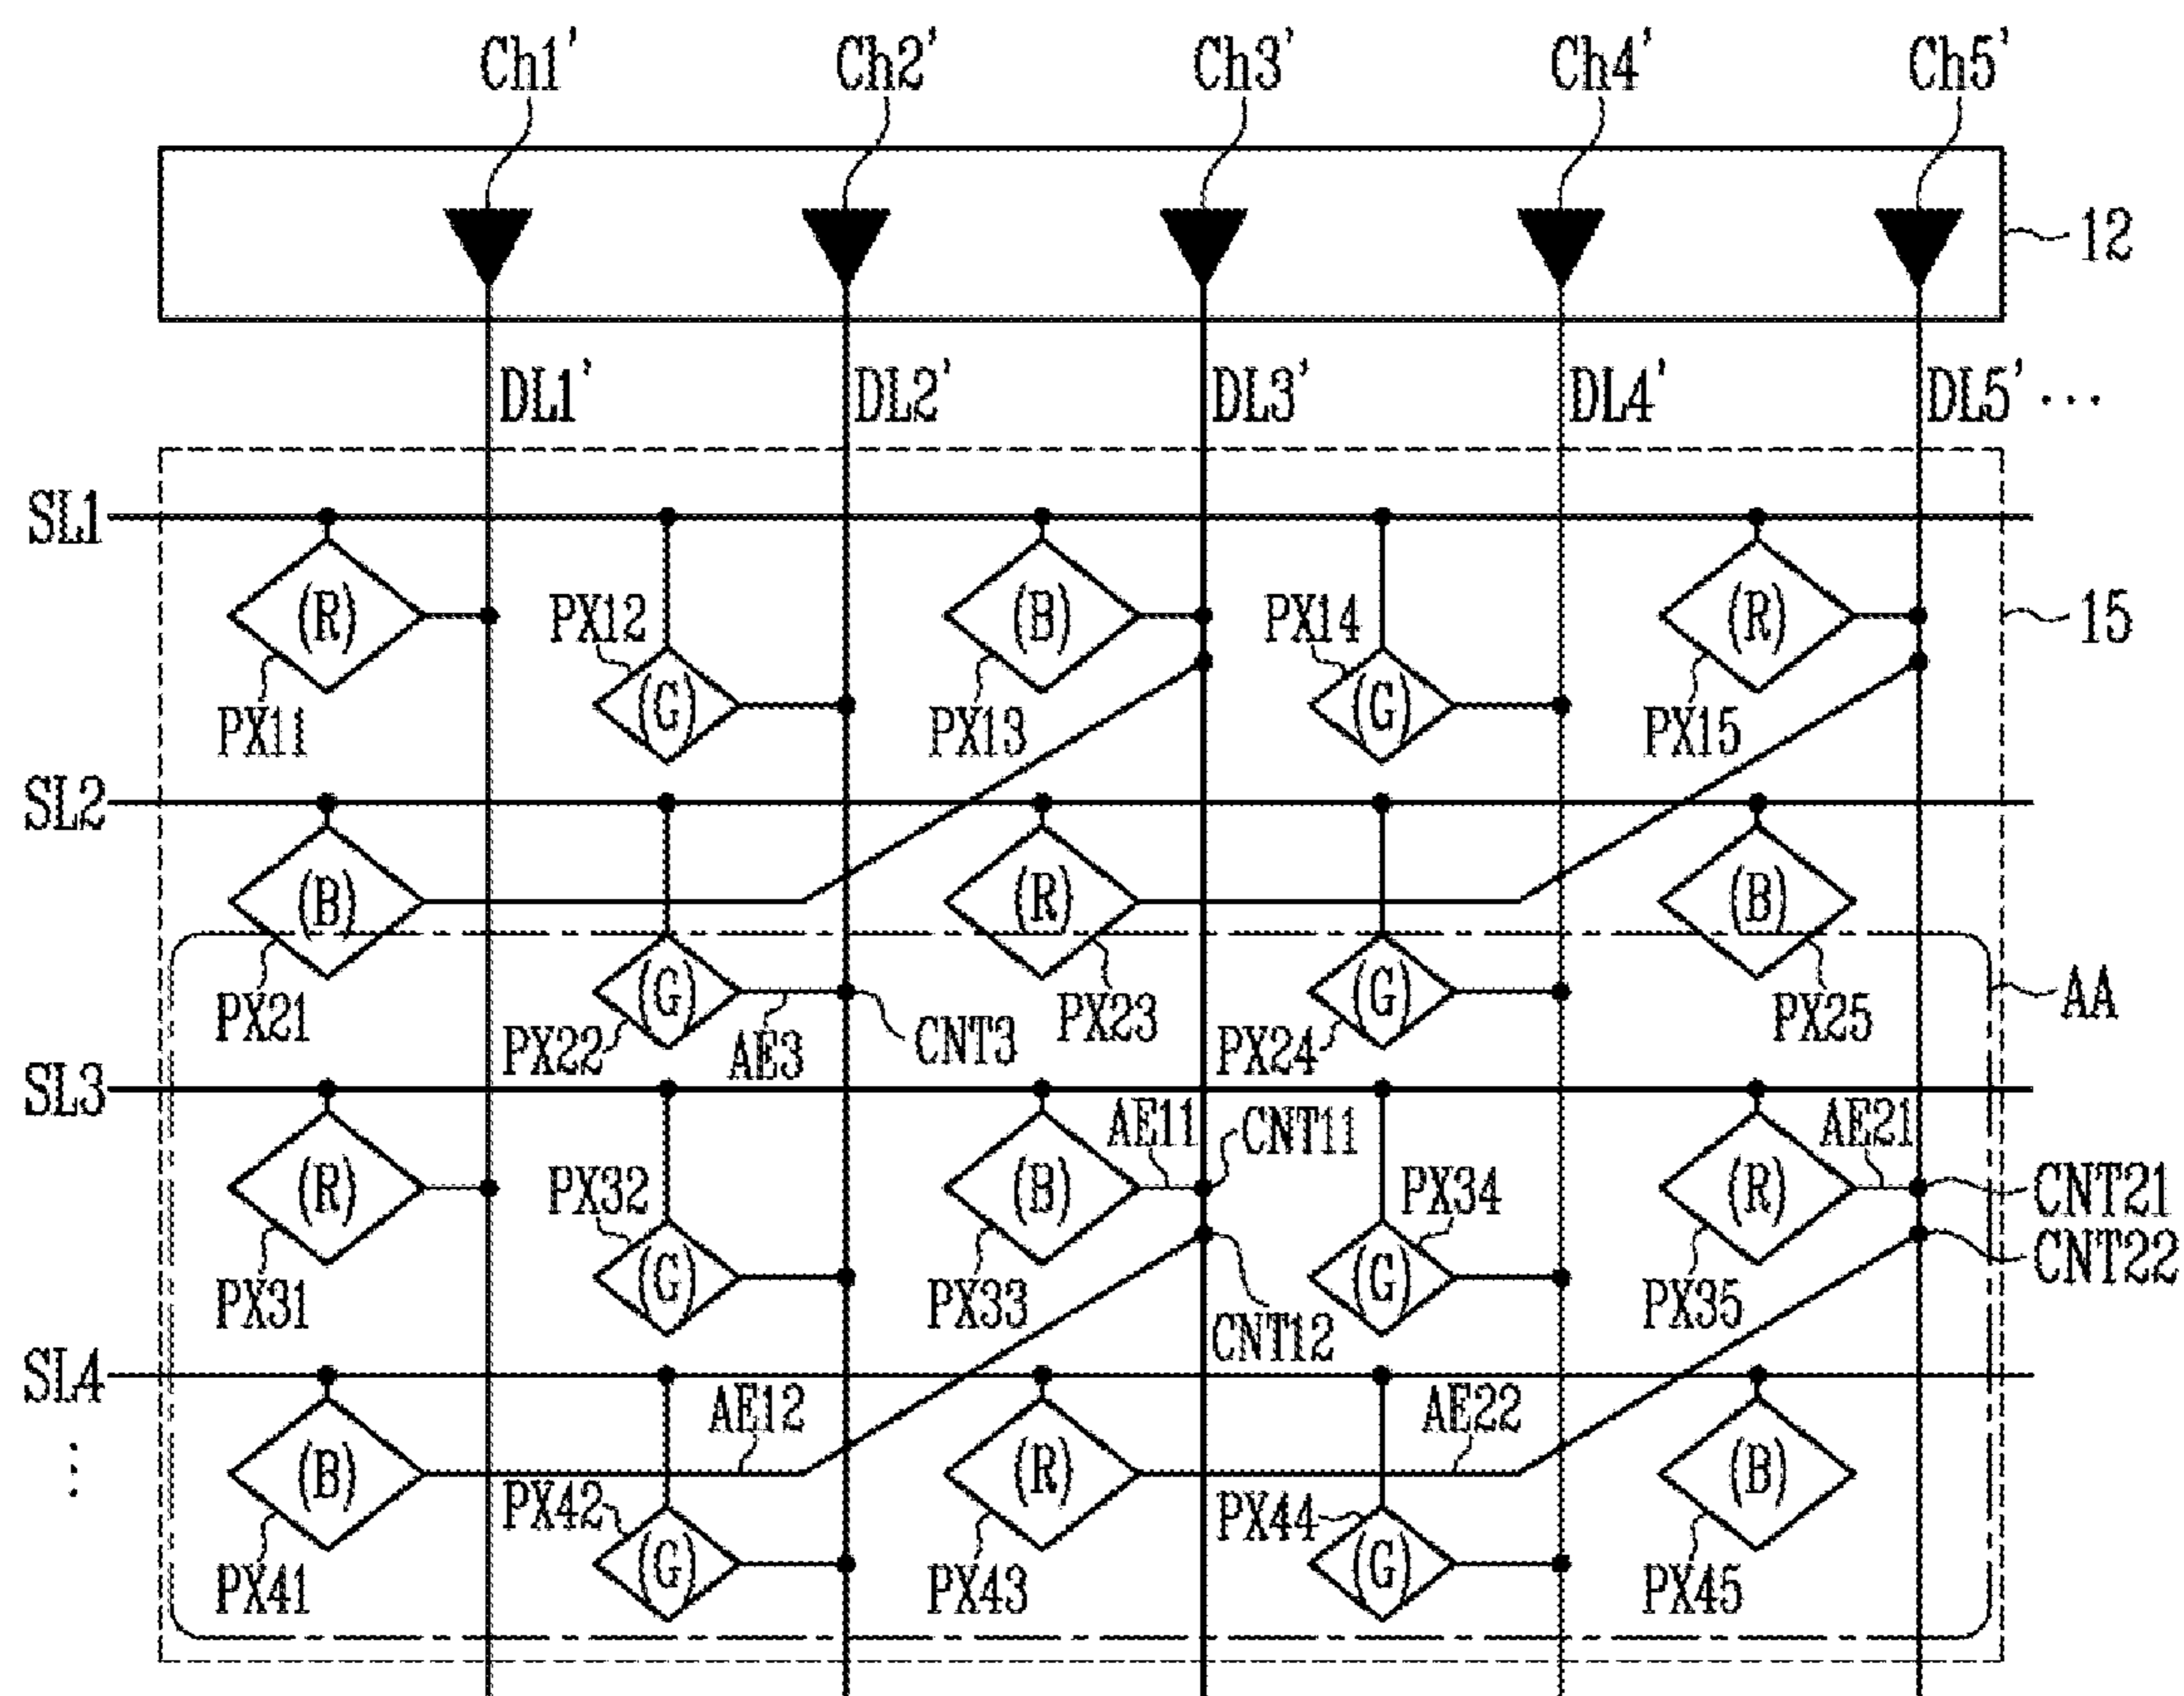 Ch1' Ch2' Ch3' Ch4' Ch5'
12
DL1' DL2' DL3' DL4' DL5' ...
SL1
(R) PX12 (B) PX14 (R) 15
PX11 (G) PX13 (G) PX15
SL2
(B) (R) (B)
PX21 (G) PX23 (G) PX25 AA
PX22 AE3 CNT3 PX24
SL3
AE11 CNT11 AE21
(R) PX32 (B) PX34 (R) CNT21
CNT22
PX31 (G) PX33 (G) PX35
CNT12
SL4
AE12 AE22
(B) PX42 (R) PX44 (B)
PX41 (G) PX43 (G) PX45